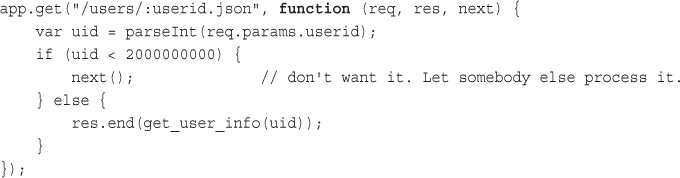 app.get("/users/:userid.json", function (req, res, next) {
    var uid = parseInt(req.params.userid);
    if (uid < 2000000000) {
        next();              // don't want it. Let somebody else process it.
    } else {
        res.end(get_user_info(uid));
    }
});